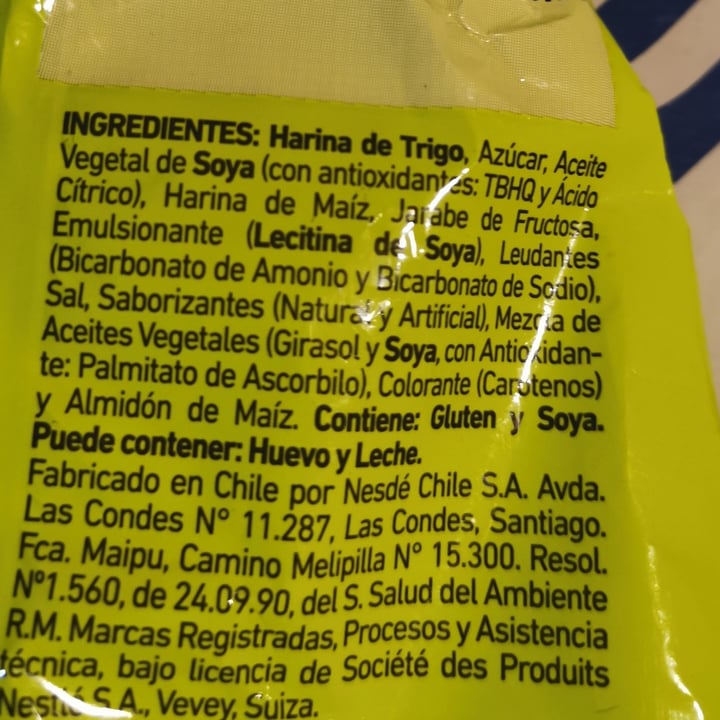 INGREDIENTES: Harina de Trigo, Azúcar, Aceite
Vegetal de Soya (con antioxidantes: TBHQ y Ácido
Cítrico), Harina de Maíz, Jarabe de Fructosa,
Emulsionante (Lecitina de Soya), Leudantes
(Bicarbonato de Amonio y Bicarbonato de Sodio),
Sal, Saborizantes (Natural y Artificial), Mezcla de
Aceites Vegetales (Girasol y Soya, con Antioxidan-
te: Palmitato de Ascorbilo), Colorante (Carotenos)
y Almidón de Maíz. Contiene: Gluten y Soya.
Puede contener: Huevo y Leche.
Fabricado en Chile por Nestlé Chile S.A. Avda.
Las Condes N° 11.287, Las Condes, Santiago.
Fca. Maipu, Camino Melipilla N° 15.300. Resol.
Nº1.560, de 24.09.90, del S. Salud del Ambiente
R.M. Marcas Registradas, Procesos y Asistencia
técnica, bajo licencia de Société des Produits
Nestlé S.A., Vevey, Suiza.